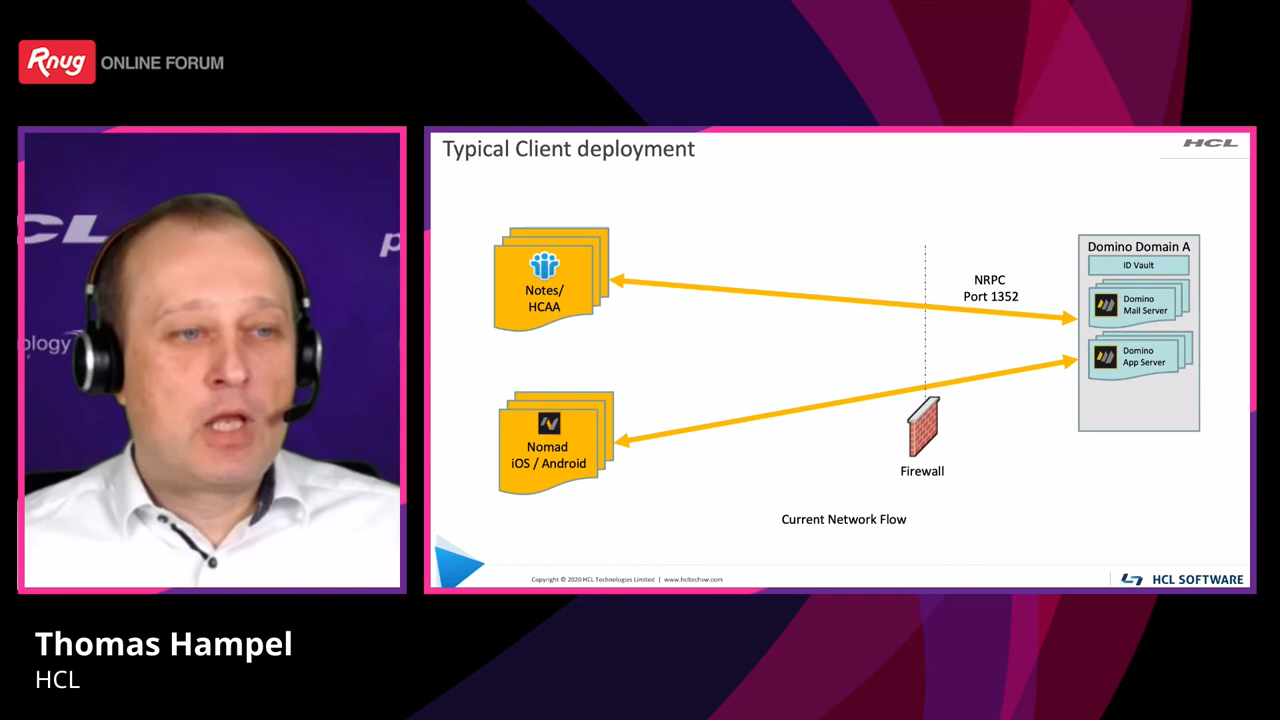 Rnug ONLINE FORUM
CL
p
ology
Thomas Hampel
HCL
Typical Client deployment
HCL
Notes/
HCAA
Nomad
iOS / Android
NRPC
Port 1352
Firewall
Domino Domain A
ID Vault
Domino
Mail Server
Domino
App Server
Current Network Flow
Copyright © 2020 HCL Technologies Limited | www.hcltechsw.com
HCL SOFTWARE